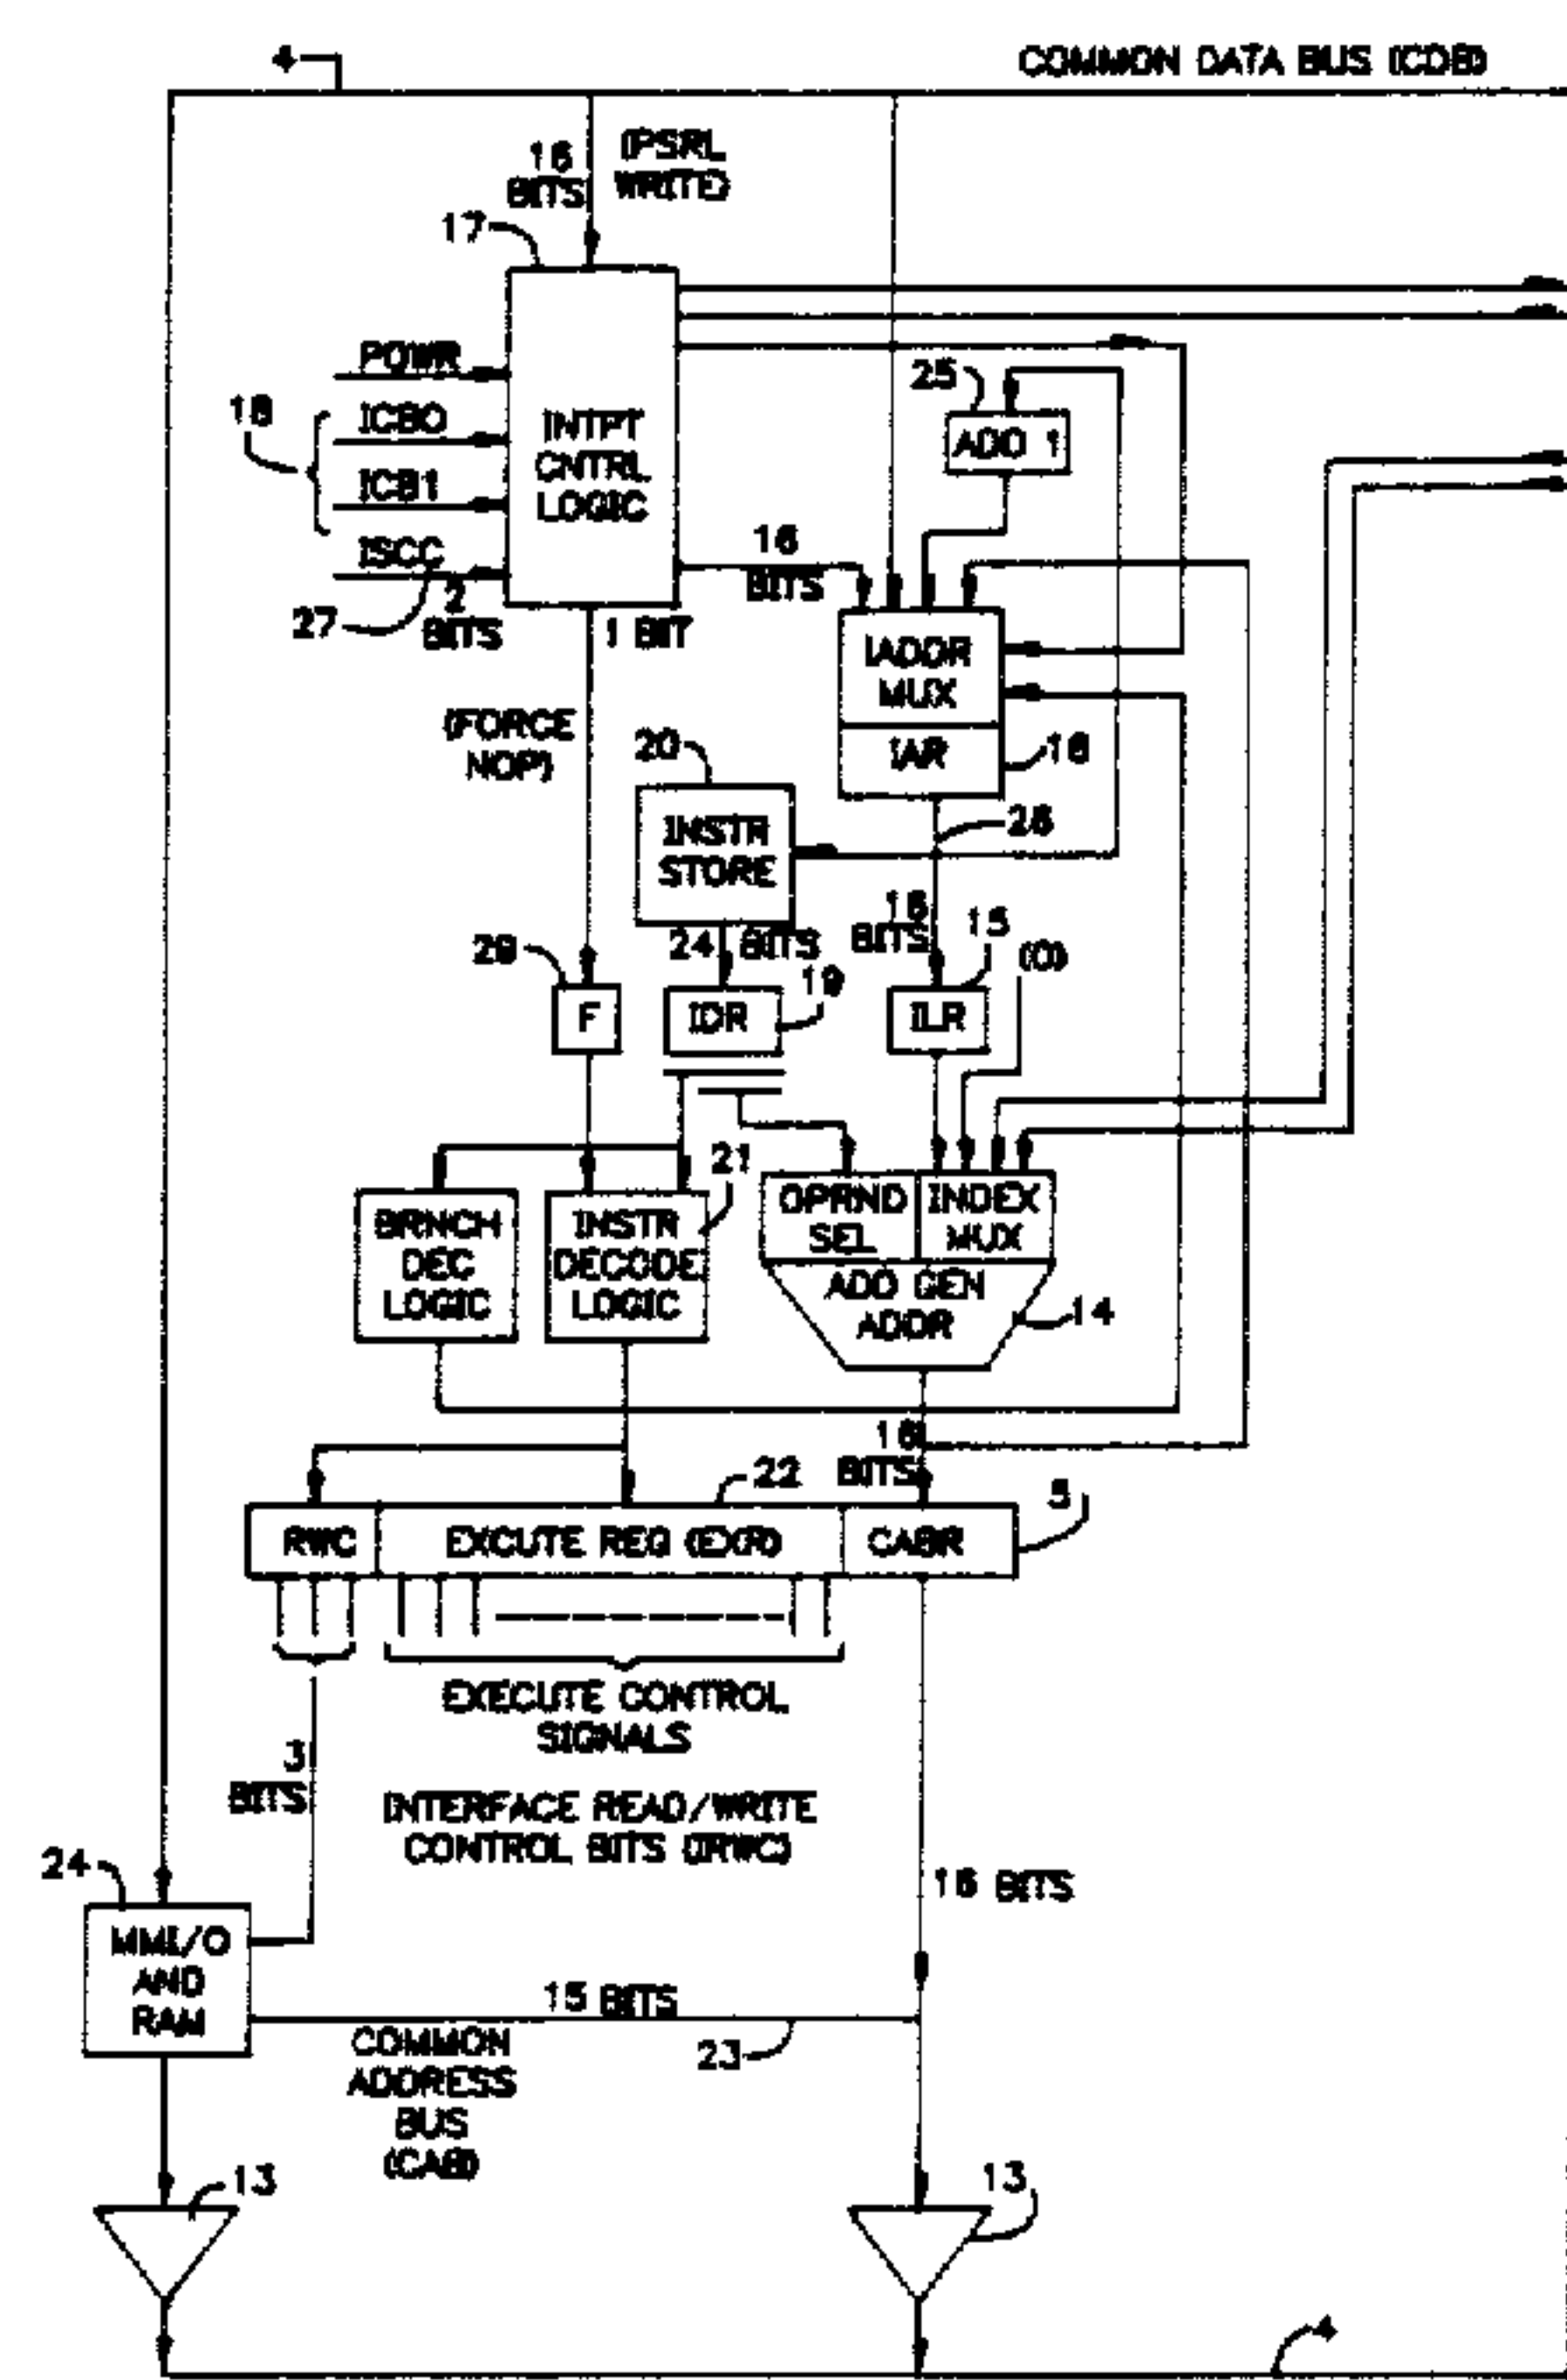 4
COMMON DATA BUS (CDB)
16
BITS
(PSRL
WRITE)
17
POWR
ICB0
ICB1
ISCC
18
27
2
BITS
INTPT
CNTRL
LOGIC
25
ADD 1
16
BITS
1 BIT
IADDR
MUX
IAR
16
(FORCE
NOP)
20
INSTR
STORE
26
24 BITS
16
BITS
15
(0)
29
F
IDR
19
ILR
21
BRNCH
DEC
LOGIC
INSTR
DECODE
LOGIC
OPRND
SEL
INDEX
MUX
ADD GEN
ADDR
14
16
BITS
22
5
RWC
EXCUTE REG (EXR)
CABR
EXECUTE CONTROL
SIGNALS
3
BITS
INTERFACE READ/WRITE
CONTROL BITS (IRWC)
24
16 BITS
MMI/O
AND
RAM
15 BITS
23
COMMON
ADDRESS
BUS
(CAB)
13
13
4